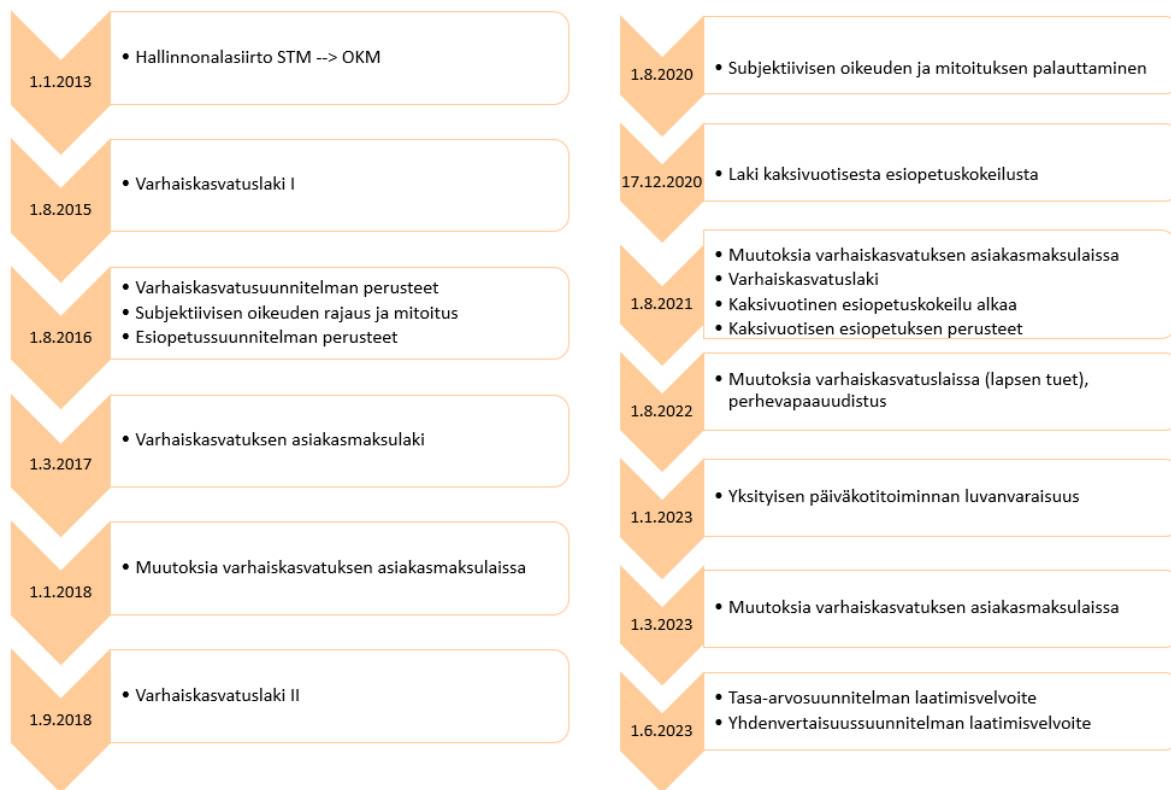 1.1.2013
• Hallinnonalasiirto STM --> OKM
1.8.2015
• Varhaiskasvatuslaki I
1.8.2016
• Varhaiskasvatusuunnitelman perusteet
• Subjektiivisen oikeuden rajaus ja mitoitus
• Esiopetussuunnitelman perusteet
1.3.2017
• Varhaiskasvatuksen asiakasmaksulaki
1.1.2018
• Muutoksia varhaiskasvatuksen asiakasmaksulaissa
1.9.2018
• Varhaiskasvatuslaki II
1.8.2020
• Subjektiivisen oikeuden ja mitoituksen palauttaminen
17.12.2020
• Laki kaksivuotisesta esiopetuskokeilusta
1.8.2021
• Muutoksia varhaiskasvatuksen asiakasmaksulaissa
• Varhaiskasvatuslaki
• Kaksivuotinen esiopetuskokeilu alkaa
• Kaksivuotisen esiopetuksen perusteet
1.8.2022
• Muutoksia varhaiskasvatuslaissa (lapsen tuet),
perhevapaauudistus
1.1.2023
• Yksityisen päiväkotitoiminnan luvanvaraisuus
1.3.2023
• Muutoksia varhaiskasvatuksen asiakasmaksulaissa
1.6.2023
• Tasa-arvosuunnitelman laatimisvelvoite
• Yhdenvertaisuussuunnitelman laatimisvelvoite